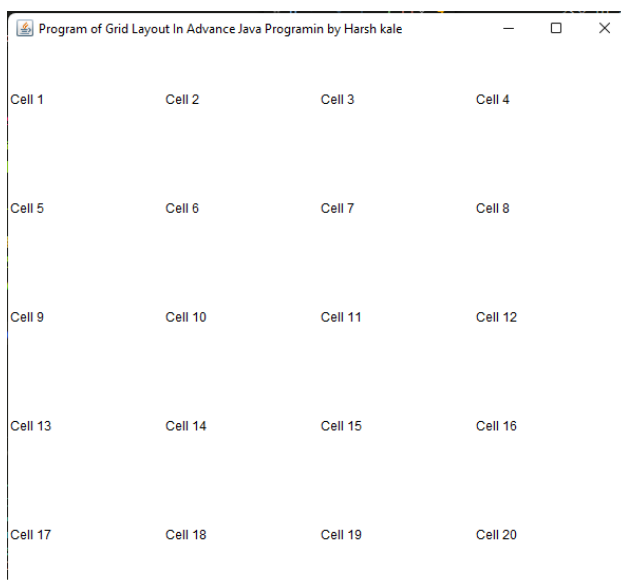 Program of Grid Layout In Advance Java Programin by Harsh kale
Cell 1 Cell 2 Cell 3 Cell 4
Cell 5 Cell 6 Cell 7 Cell 8
Cell 9 Cell 10 Cell 11 Cell 12
Cell 13 Cell 14 Cell 15 Cell 16
Cell 17 Cell 18 Cell 19 Cell 20